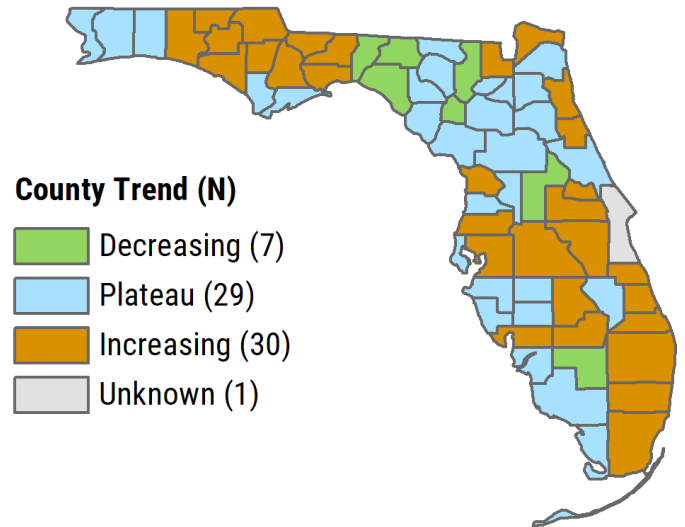 County Trend (N)
Decreasing (7)
Plateau (29)
Increasing (30)
Unknown (1)